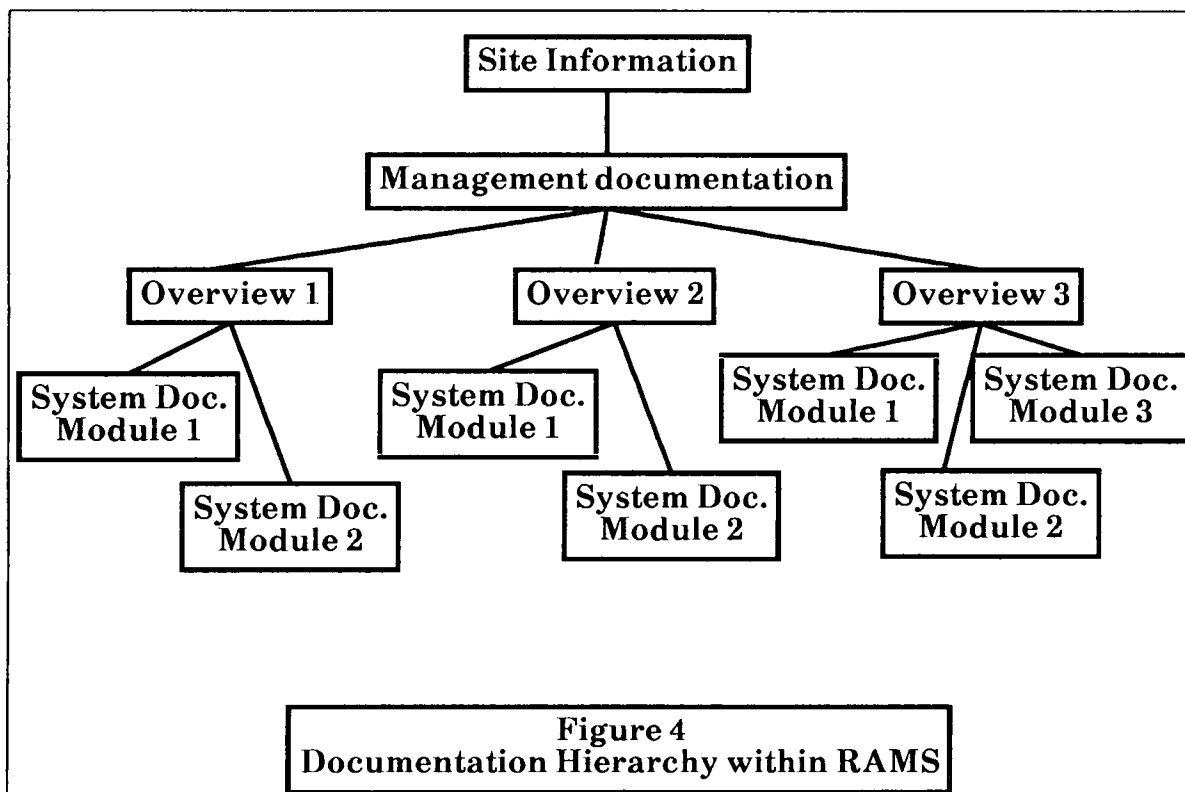 Site Information
Management documentation
Overview 1
Overview 2
Overview 3
System Doc.
Module 1
System Doc.
Module 2
System Doc.
Module 1
System Doc.
Module 2
System Doc.
Module 1
System Doc.
Module 3
System Doc.
Module 2
Figure 4
Documentation Hierarchy within RAMS